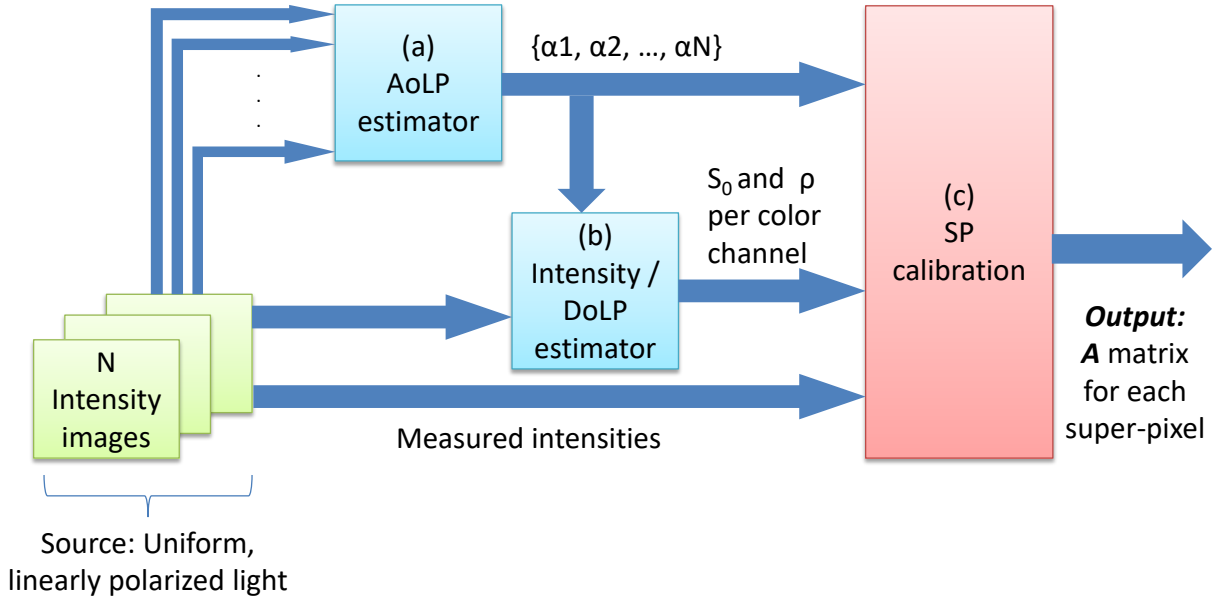 (a)
AoLP
estimator
{α1, α2, …, αN}
.
.
.
S₀ and ρ
per color
channel
(b)
Intensity /
DoLP
estimator
(c)
SP
calibration
N
Intensity
images
Measured intensities
Output:
A matrix
for each
super-pixel
Source: Uniform,
linearly polarized light